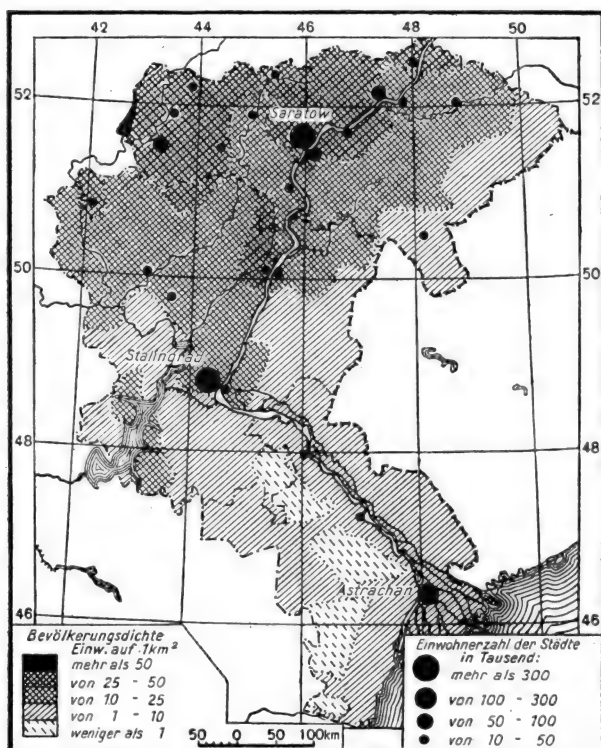 42 44 46 48 50
52 52
Saratow
50 50
Stalingrad
48 48
Astrachan
46 46
Bevölkerungsdichte
Einw. auf 1km²
mehr als 50
von 25 - 50
von 10 - 25
von 1 - 10
weniger als 1
50 0 50 100km
Einwohnerzahl der Städte
in Tausend:
mehr als 300
von 100 - 300
von 50 - 100
von 10 - 50